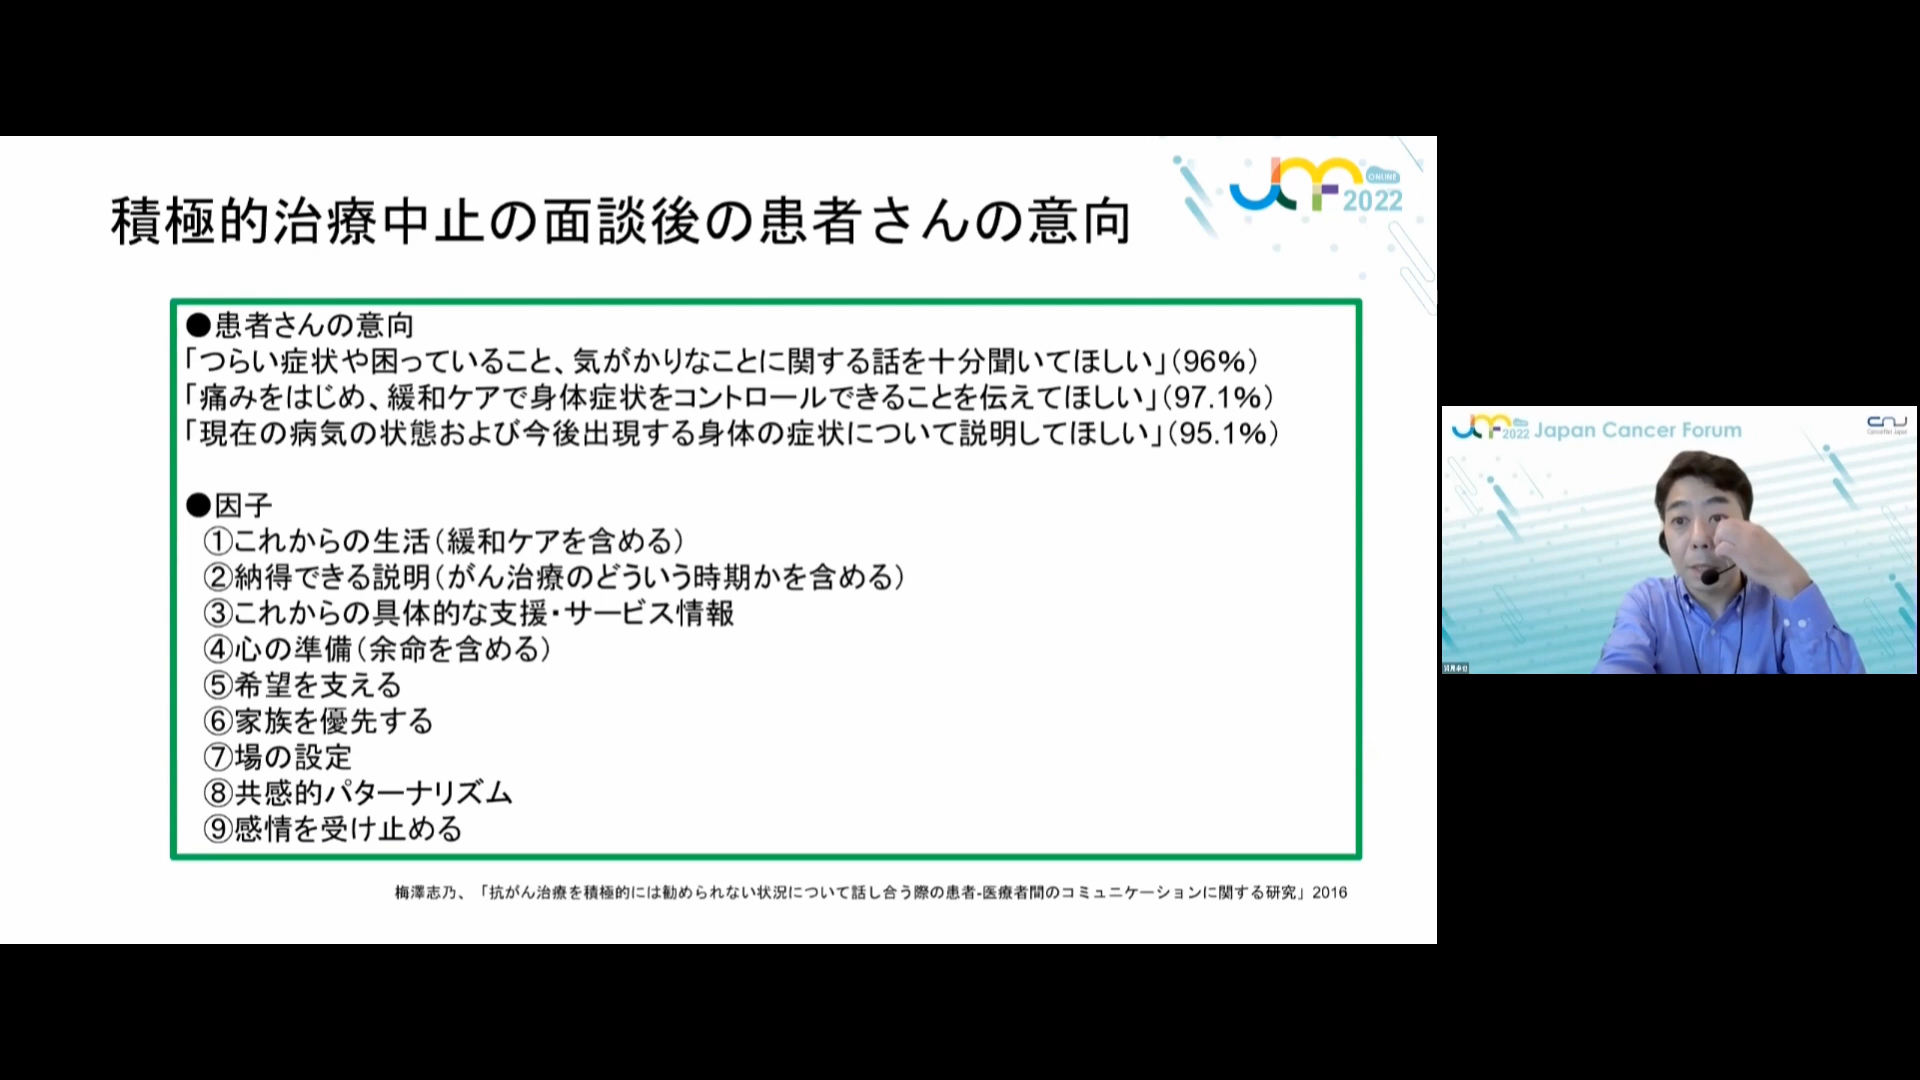 積極的治療中止の面談後の患者さんの意向
ONLINE
2022
●患者さんの意向
「つらい症状や困っていること、気がかりなことに関する話を十分聞いてほしい」（96%）
「痛みをはじめ、緩和ケアで身体症状をコントロールできることを伝えてほしい」（97.1%）
「現在の病気の状態および今後出現する身体の症状について説明してほしい」（95.1%）
●因子
①これからの生活（緩和ケアを含める）
②納得できる説明（がん治療のどういう時期かを含める）
③これからの具体的な支援・サービス情報
④心の準備（余命を含める）
⑤希望を支える
⑥家族を優先する
⑦場の設定
⑧共感的パターナリズム
⑨感情を受け止める
梅澤志乃、「抗がん治療を積極的には勧められない状況について話し合う際の患者-医療者間のコミュニケーションに関する研究」2016
2022 Japan Cancer Forum
CNJ
CancerNet Japan